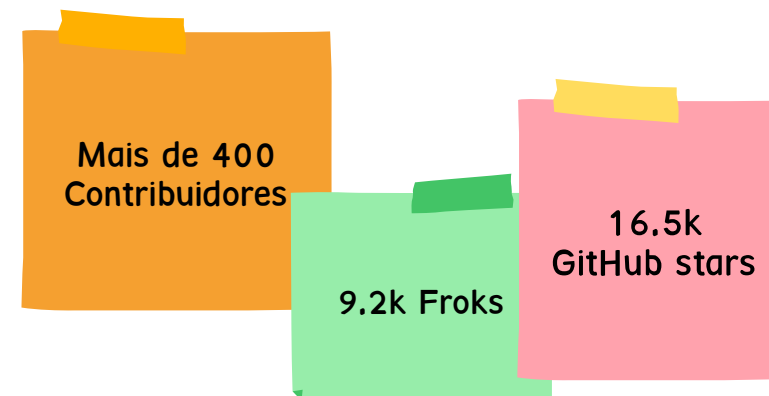 Mais de 400
Contribuidores
9.2k Froks
16.5k
GitHub stars